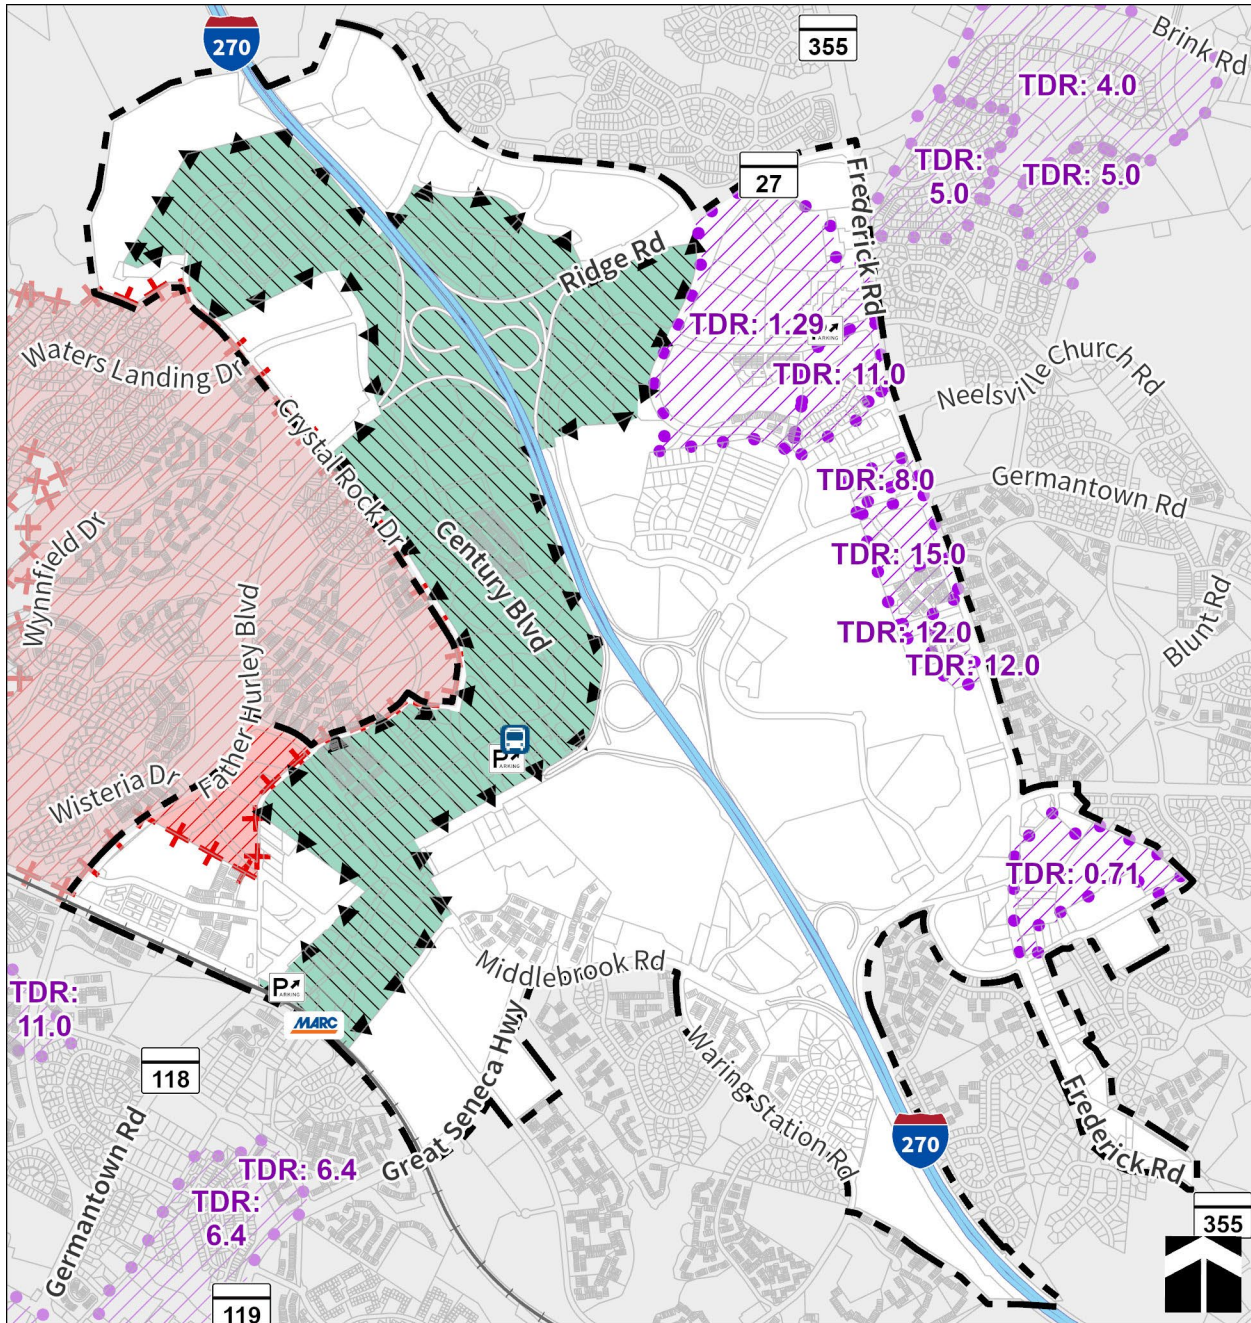 270
355
Brink Rd
TDR: 4.0
TDR:
5.0
TDR: 5.0
27
Frederick Rd
Ridge Rd
TDR: 1.29
P ARKING
TDR: 11.0
Neelsville Church Rd
Waters Landing Dr
Crystal Rock Dr
TDR: 8.0
Germantown Rd
Wynnfield Dr
Century Blvd
TDR: 15.0
Father Hurley Blvd
Blunt Rd
TDR: 12.0
TDR: 12.0
P ARKING
Wisteria Dr
TDR: 0.71
Middlebrook Rd
P ARKING
MARC
TDR:
11.0
118
Great Seneca Hwy
Waring Station Rd
Frederick Rd
270
Germantown Rd
TDR: 6.4
TDR:
6.4
355
119